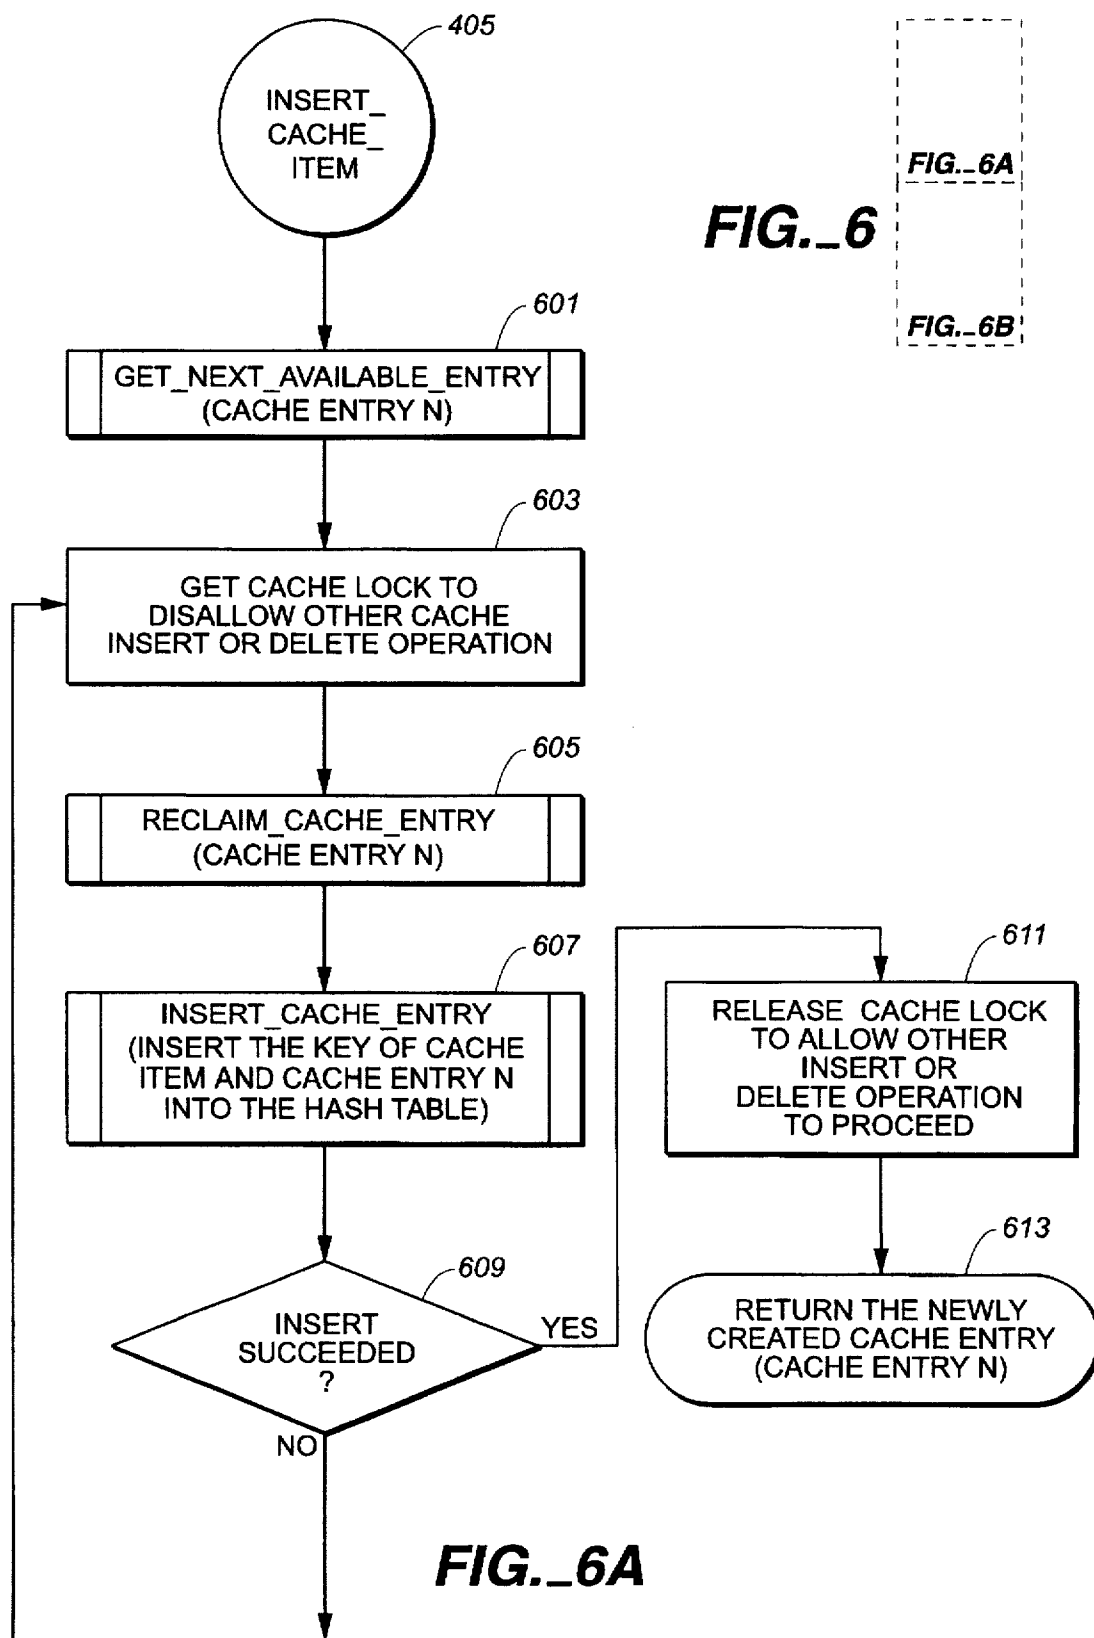 405
INSERT_
CACHE_
ITEM
FIG._6A
FIG._6
FIG._6B
601
GET_NEXT_AVAILABLE_ENTRY
(CACHE ENTRY N)
603
GET CACHE LOCK TO
DISALLOW OTHER CACHE
INSERT OR DELETE OPERATION
605
RECLAIM_CACHE_ENTRY
(CACHE ENTRY N)
607
INSERT_CACHE_ENTRY
(INSERT THE KEY OF CACHE
ITEM AND CACHE ENTRY N
INTO THE HASH TABLE)
611
RELEASE CACHE LOCK
TO ALLOW OTHER
INSERT OR
DELETE OPERATION
TO PROCEED
609
INSERT
SUCCEEDED
?
YES
NO
613
RETURN THE NEWLY
CREATED CACHE ENTRY
(CACHE ENTRY N)
FIG._6A